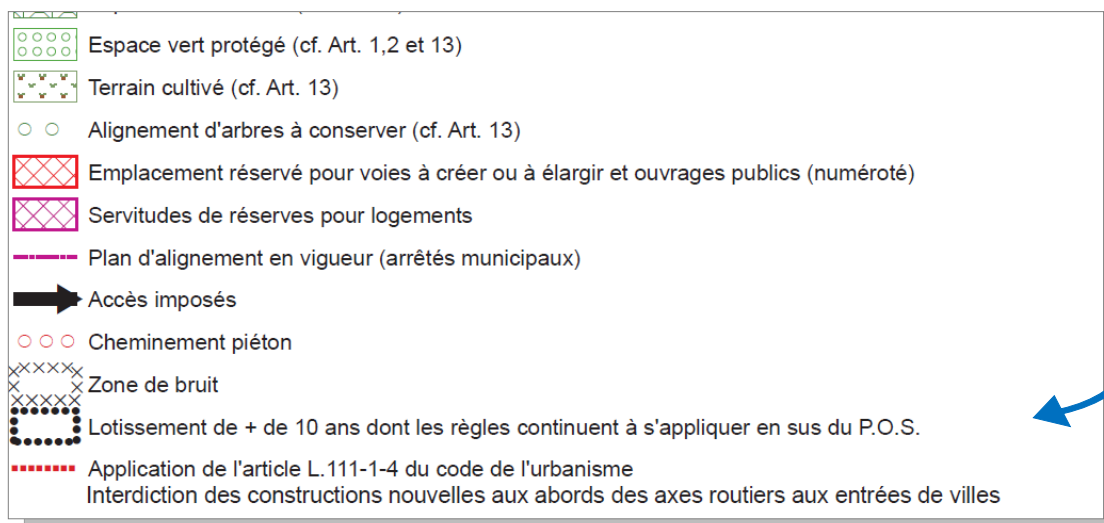 Espace vert protégé (cf. Art. 1,2 et 13)
Terrain cultivé (cf. Art. 13)
Alignement d'arbres à conserver (cf. Art. 13)
Emplacement réservé pour voies à créer ou à élargir et ouvrages publics (numéroté)
Servitudes de réserves pour logements
Plan d'alignement en vigueur (arrêtés municipaux)
Accès imposés
Cheminement piéton
Zone de bruit
Lotissement de + de 10 ans dont les règles continuent à s'appliquer en sus du P.O.S.
Application de l'article L.111-1-4 du code de l'urbanisme
Interdiction des constructions nouvelles aux abords des axes routiers aux entrées de villes